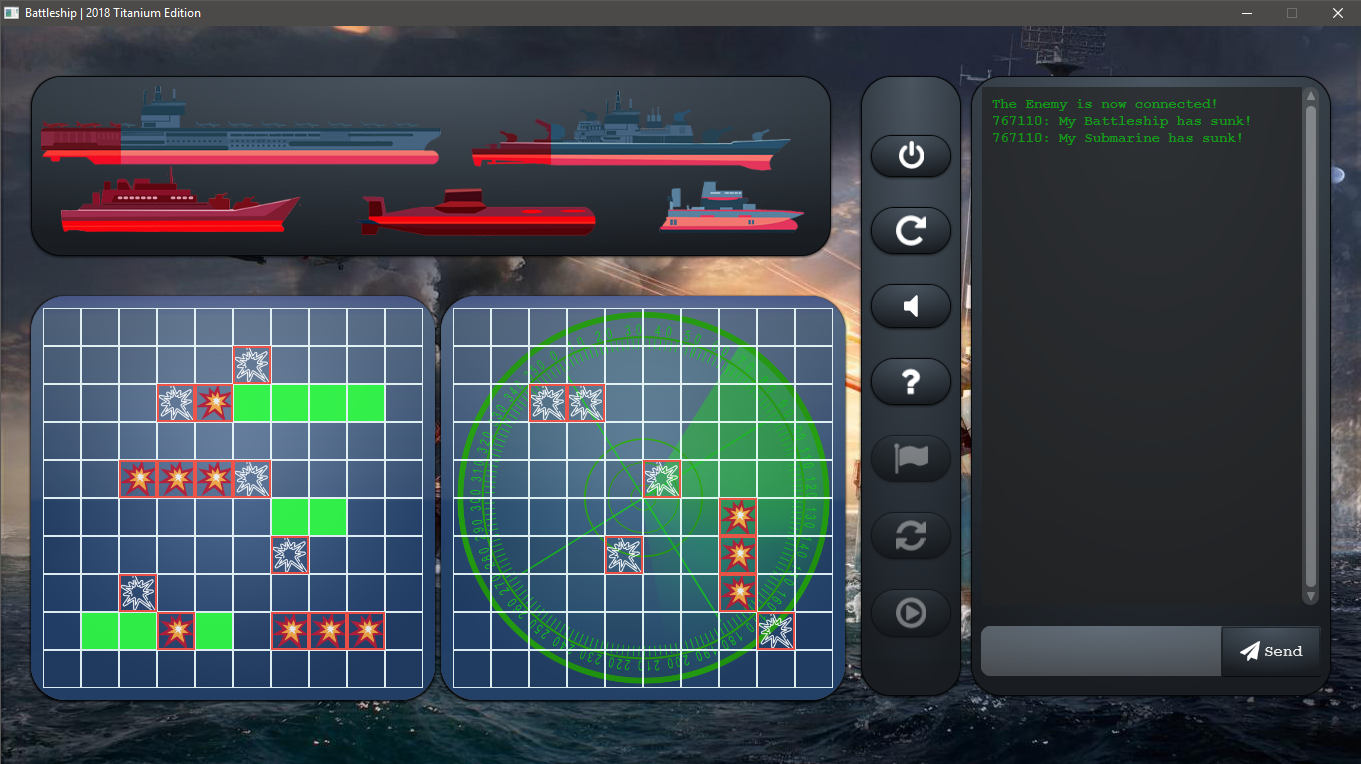 Battleship | 2018 Titanium Edition
The Enemy is now connected!
767110: My Battleship has sunk!
767110: My Submarine has sunk!
Send